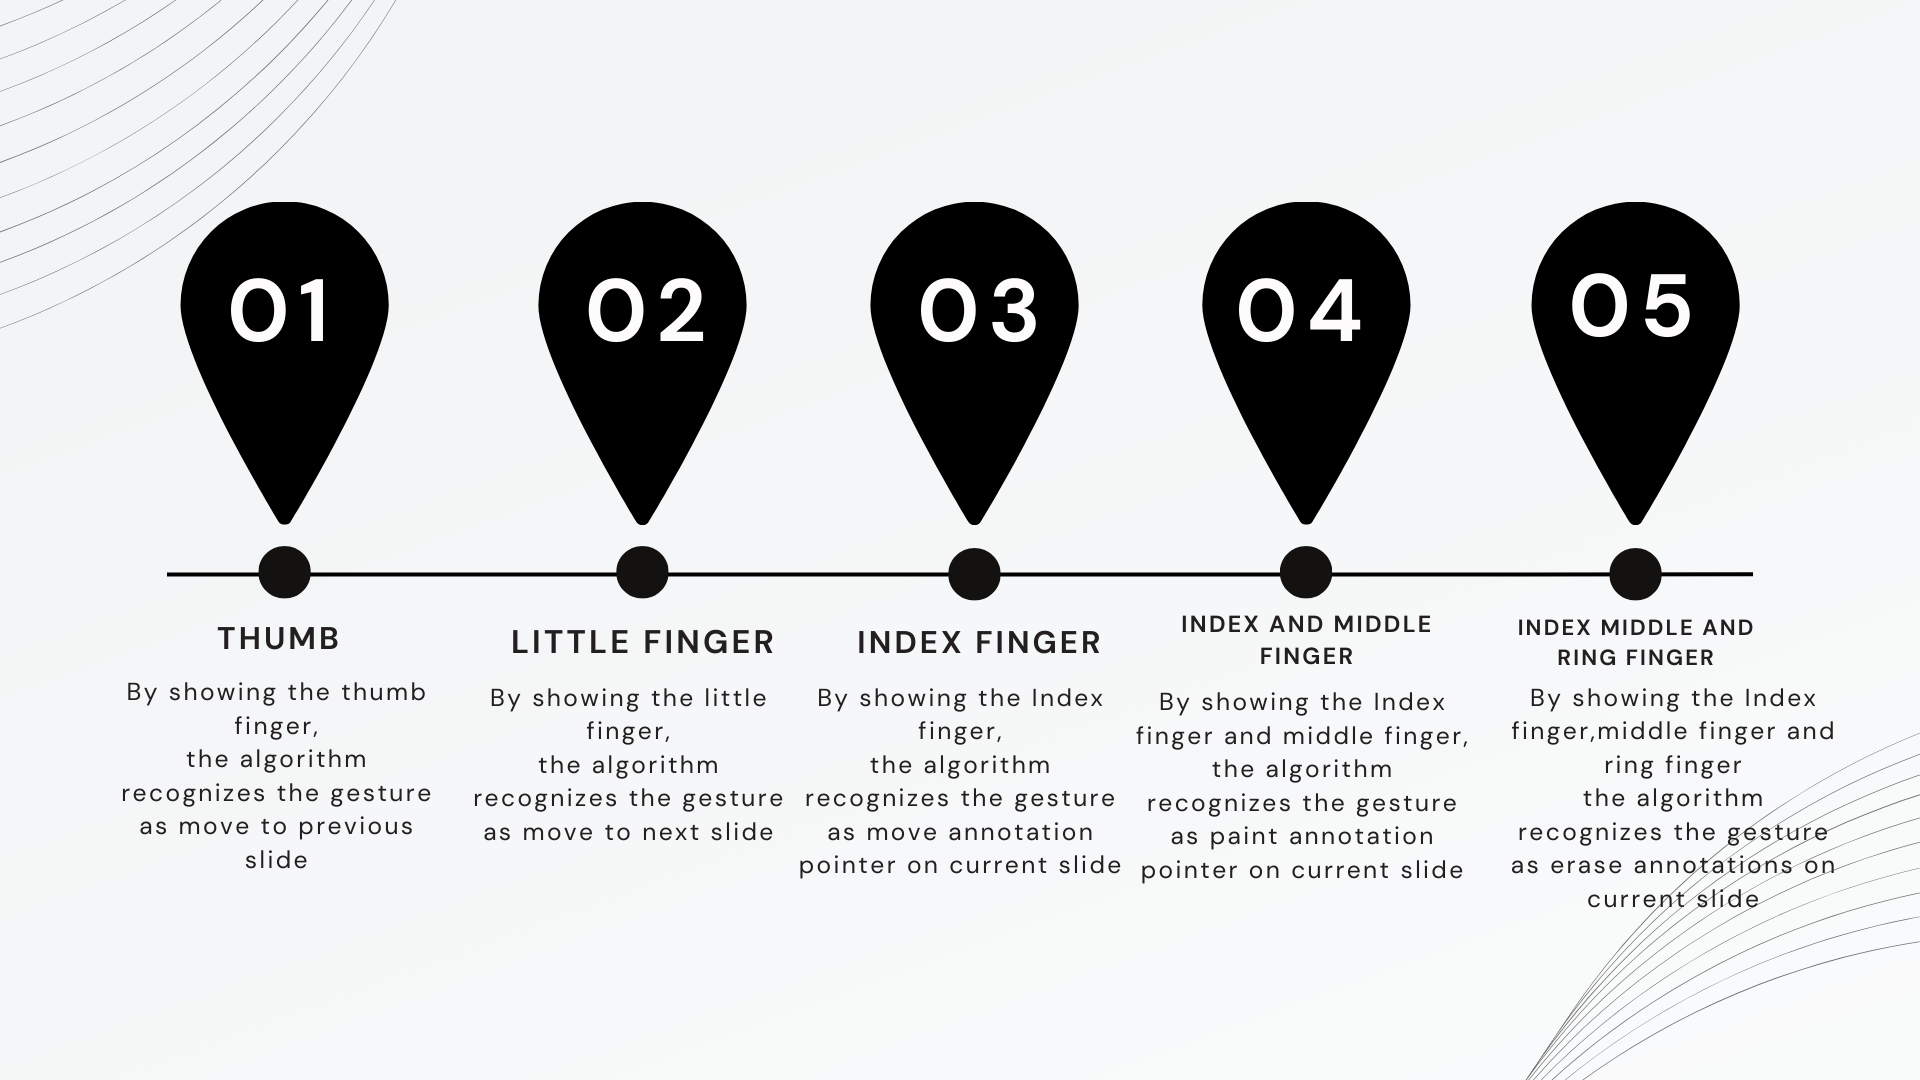 01
THUMB
By showing the thumb
finger,
the algorithm
recognizes the gesture
as move to previous
slide
02
LITTLE FINGER
By showing the little
finger,
the algorithm
recognizes the gesture
as move to next slide
03
INDEX FINGER
By showing the Index
finger,
the algorithm
recognizes the gesture
as move annotation
pointer on current slide
04
INDEX AND MIDDLE
FINGER
By showing the Index
finger and middle finger,
the algorithm
recognizes the gesture
as paint annotation
pointer on current slide
05
INDEX MIDDLE AND
RING FINGER
By showing the Index
finger,middle finger and
ring finger
the algorithm
recognizes the gesture
as erase annotations on
current slide